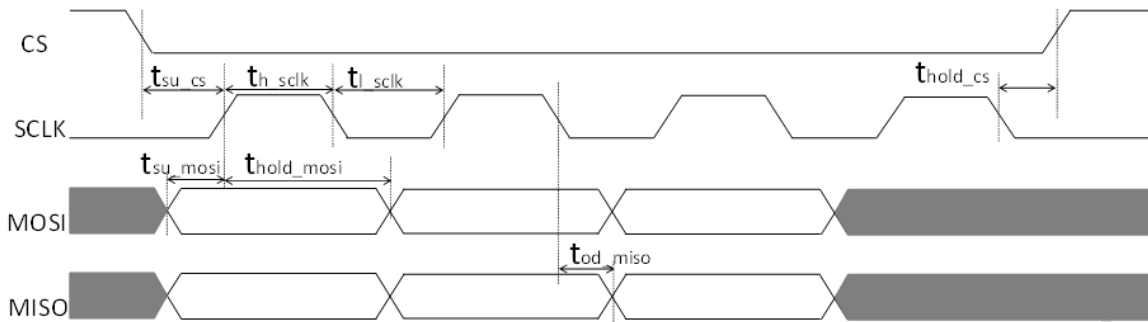 CS
tsu_cs th_sclk tl_sclk thold_cs
SCLK
tsu_mosi thold_mosi
MOSI
tod_miso
MISO